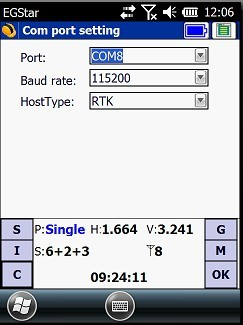 EGStar 12:06
Com port setting
Port: COM8
Baud rate: 115200
HostType: RTK
S P:Single H:1.664 V:3.241 G
I S:6+2+3 8 M
C 09:24:11 OK